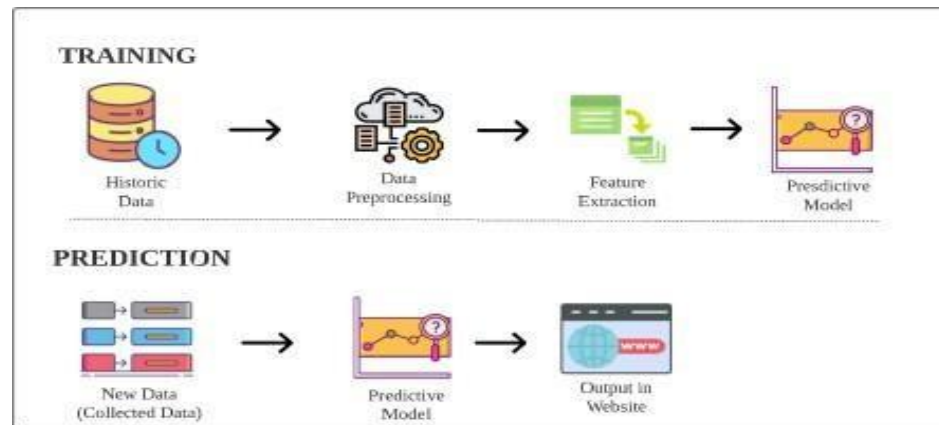 TRAINING
Historic
Data
Data
Preprocessing
Feature
Extraction
Presdictive
Model
PREDICTION
New Data
(Collected Data)
Predictive
Model
www
Output in
Website